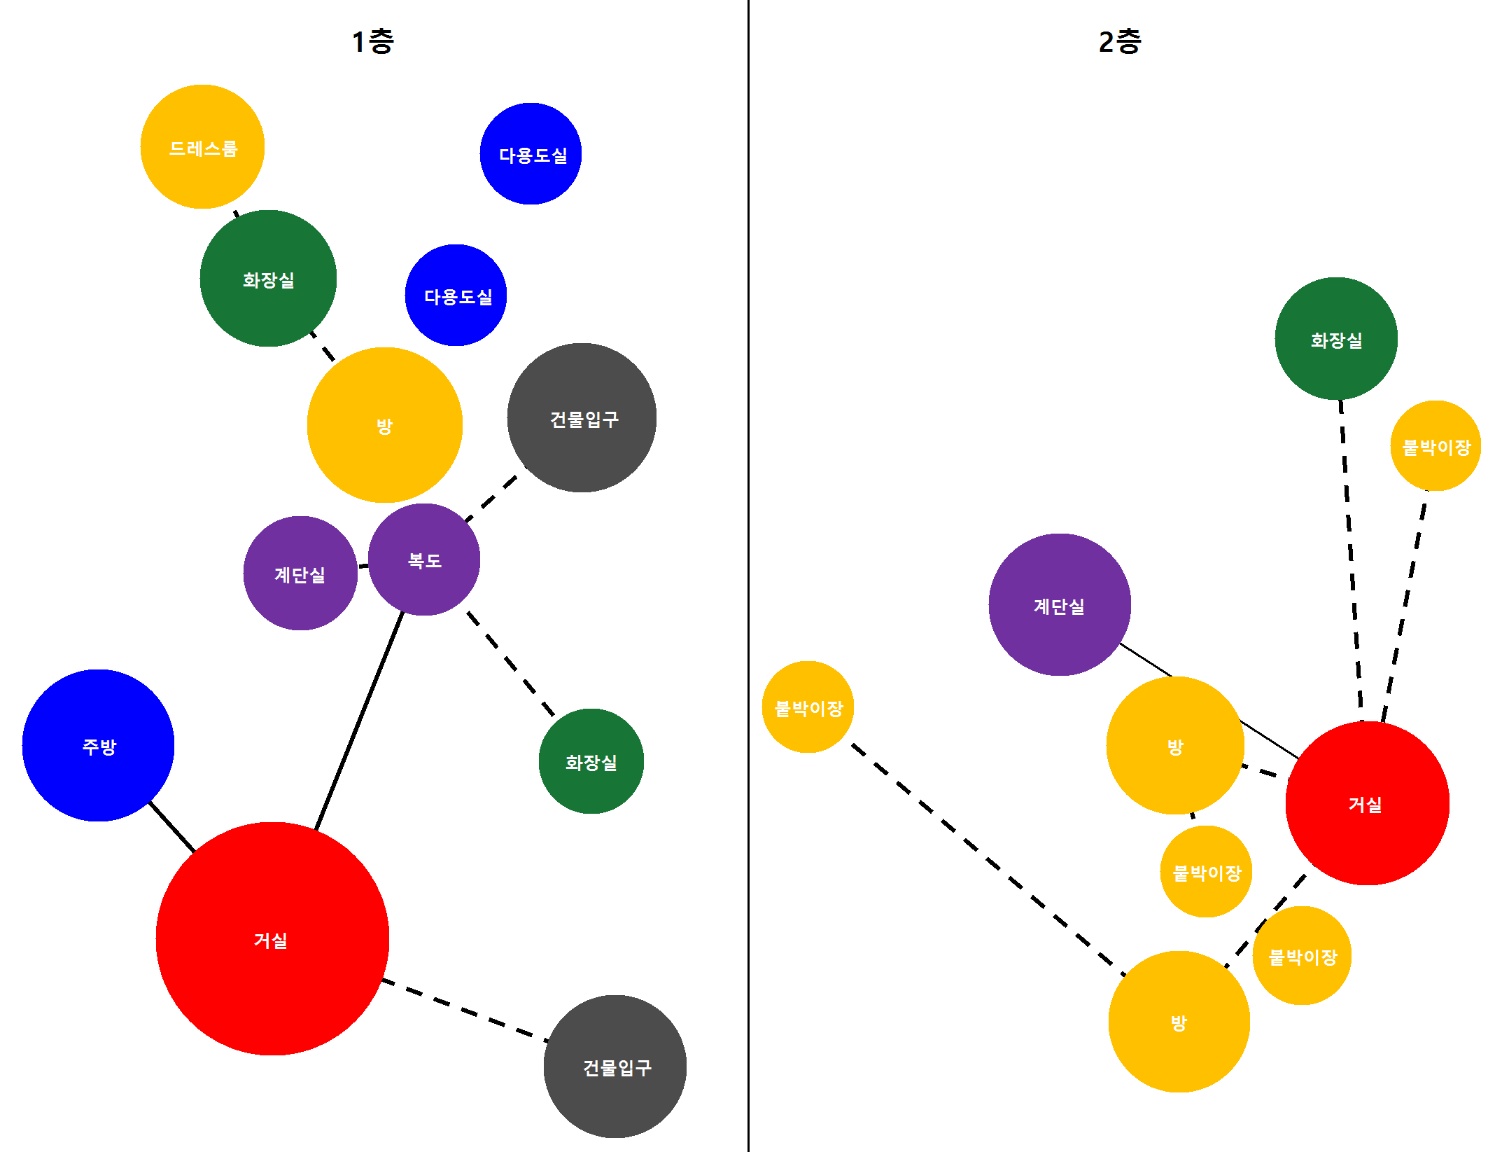 1층
드레스룸
다용도실
화장실
다용도실
방
건물입구
계단실
복도
주방
화장실
거실
건물입구
2층
화장실
붙박이장
계단실
붙박이장
방
거실
붙박이장
붙박이장
방